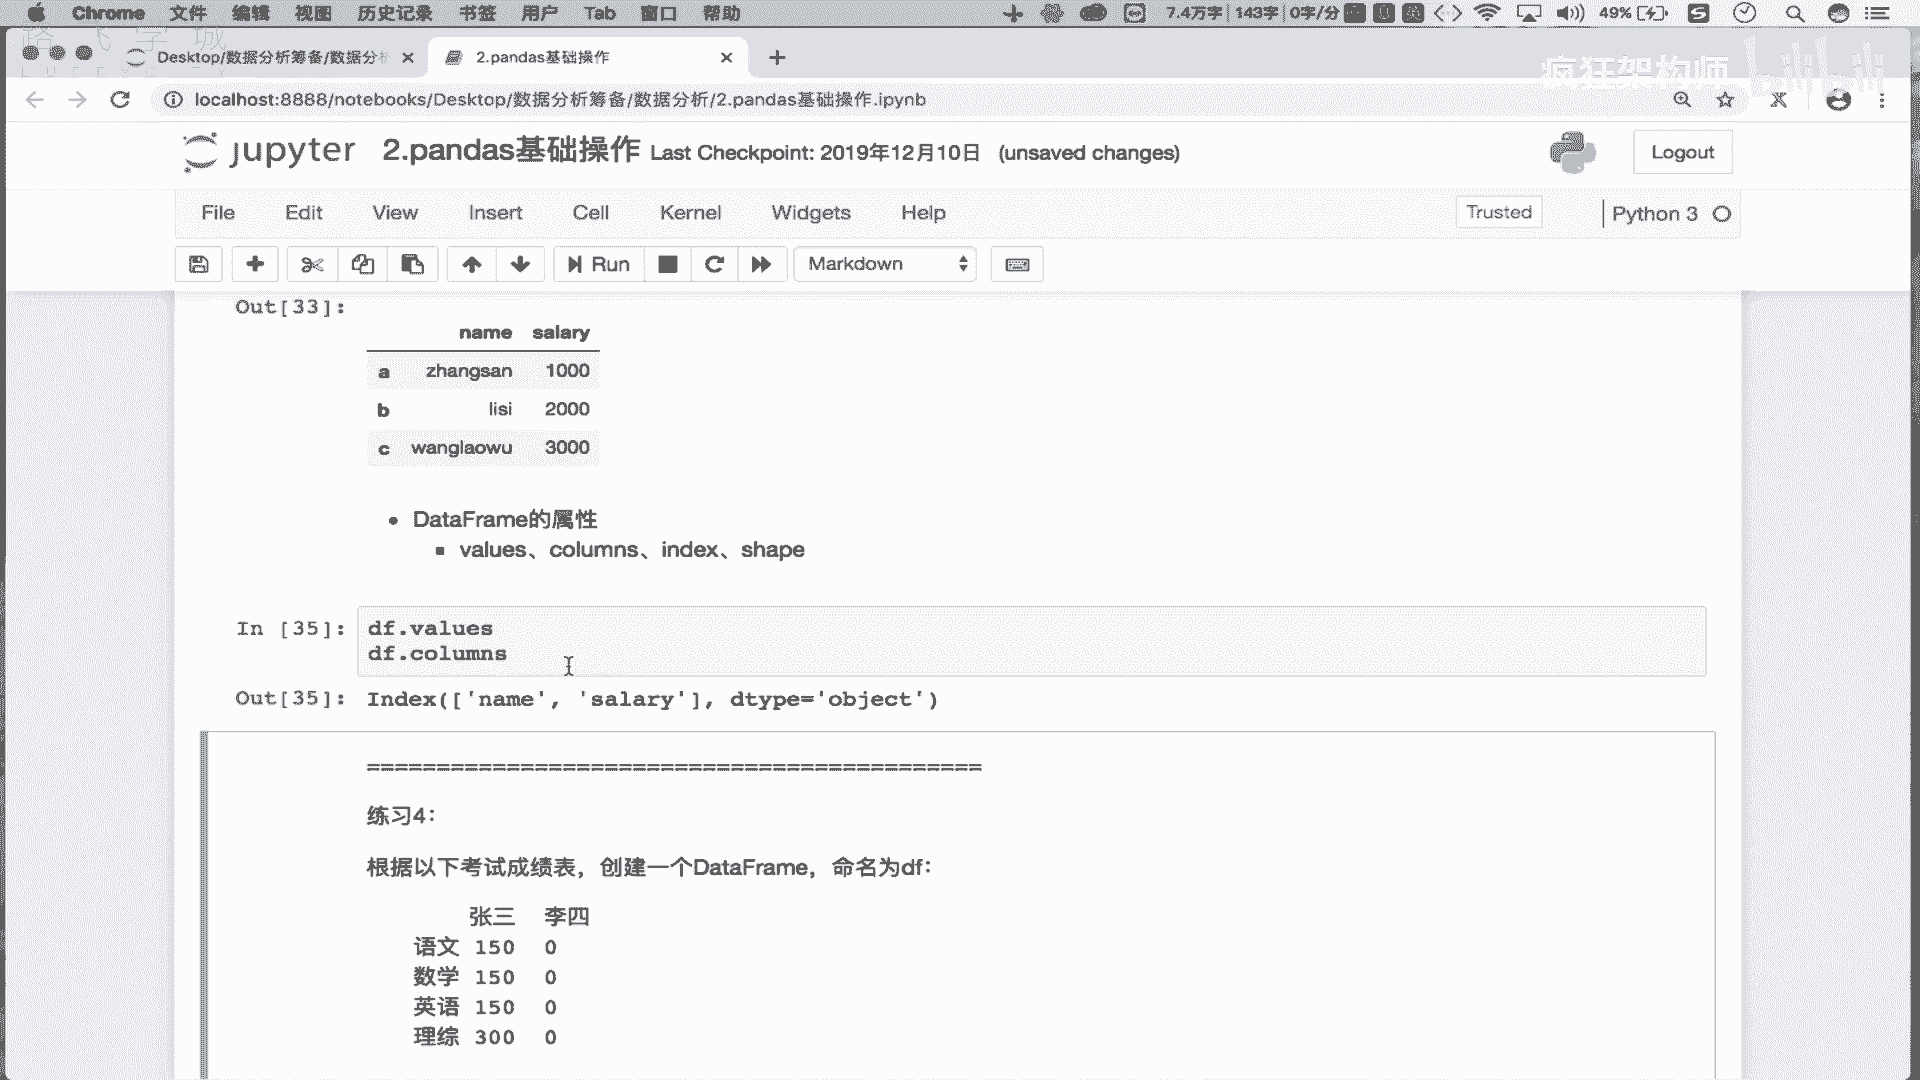 Chrome 文件 编辑 视图 历史记录 书签 用户 Tab 窗口 帮助 7.4万字 143字 0字/分 英 49%
Desktop/数据分析筹备/数据分析
2.pandas基础操作
疯狂架构师 bilibili
localhost:8888/notebooks/Desktop/数据分析筹备/数据分析/2.pandas基础操作.ipynb
jupyter 2.pandas基础操作 Last Checkpoint: 2019年12月10日 (unsaved changes)
Logout
File Edit View Insert Cell Kernel Widgets Help Trusted Python 3
Run Markdown
Out[33]:
name salary
a zhangsan 1000
b lisi 2000
c wanglaowu 3000
DataFrame的属性
values、columns、index、shape
In [35]: df.values
df.columns
Out[35]: Index(['name', 'salary'], dtype='object')
============================================
练习4：
根据以下考试成绩表，创建一个DataFrame，命名为df：
张三 李四
语文 150 0
数学 150 0
英语 150 0
理综 300 0